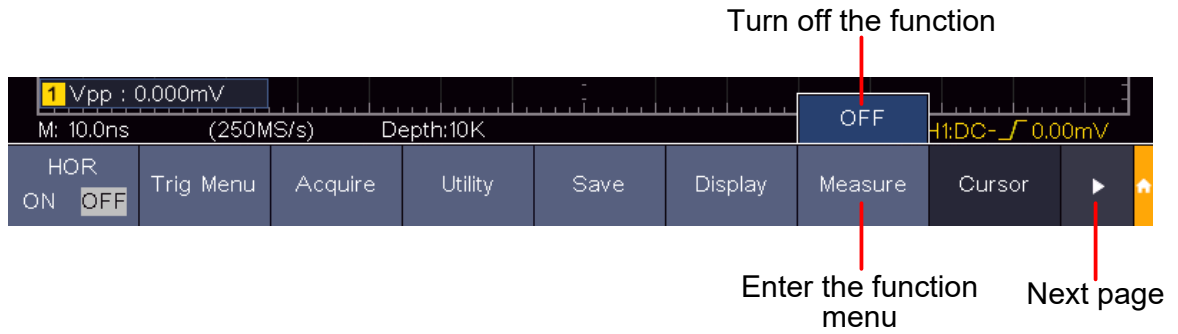 Turn off the function
1 Vpp : 0.000mV
OFF
M: 10.0ns (250MS/s) Depth:10K H1:DC- 0.00mV
HOR
ON OFF
Trig Menu
Acquire
Utility
Save
Display
Measure
Cursor
Enter the function
menu
Next page